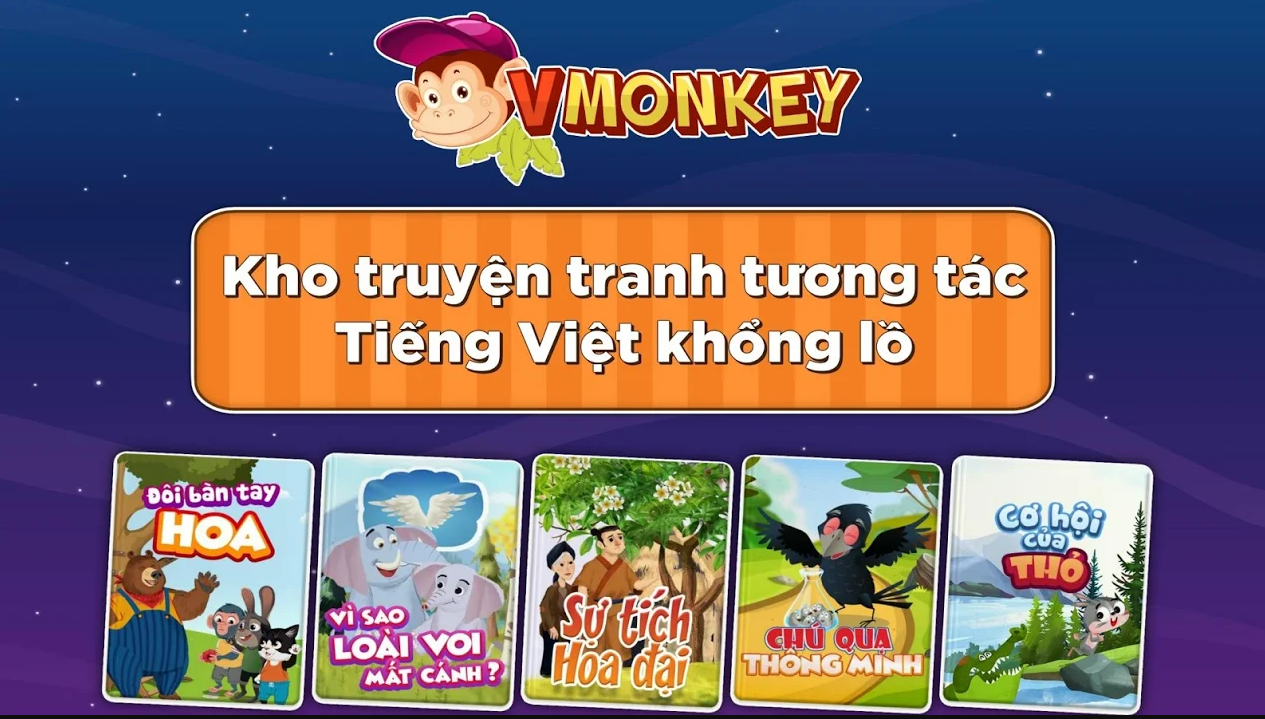 VMONKEY
Kho truyện tranh tương tác
Tiếng Việt khổng lồ
Đôi bàn tay
HOA
VÌ SAO
LOÀI VOI
MẤT CÁNH?
Sự tích
Hoa đại
CHÚ QUẠ
THÔNG MINH
Cơ hội
của
THỎ